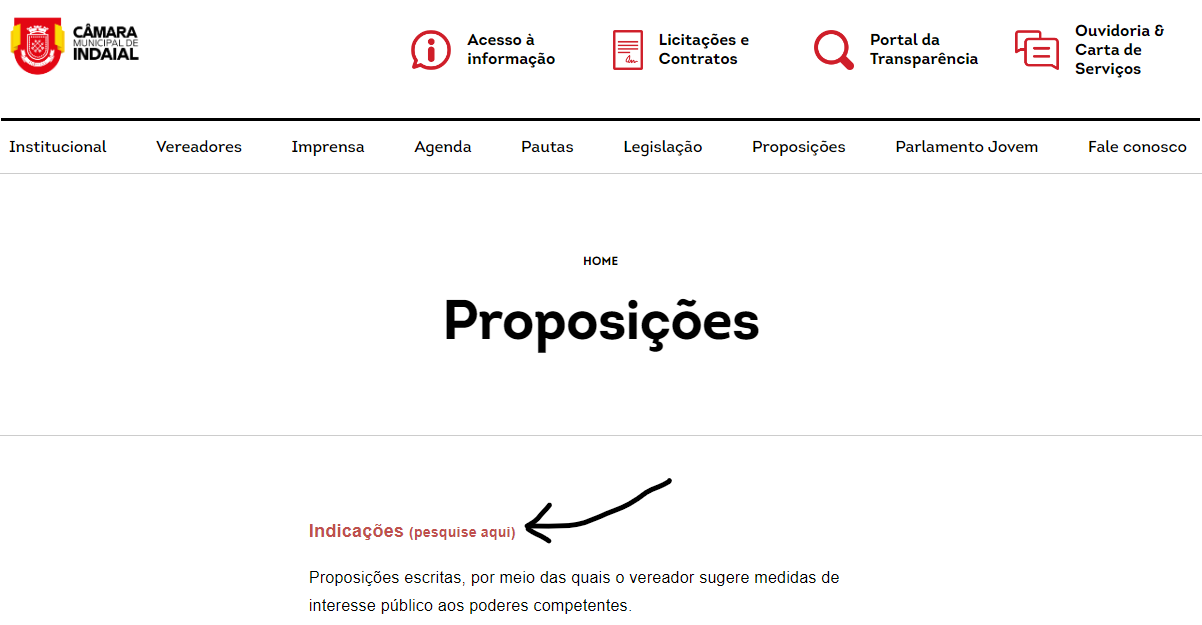 CÂMARA
MUNICIPAL DE
INDAIAL
Acesso à
informação
Licitações e
Contratos
Portal da
Transparência
Ouvidoria &
Carta de
Serviços
Institucional
Vereadores
Imprensa
Agenda
Pautas
Legislação
Proposições
Parlamento Jovem
Fale conosco
HOME
Proposições
Indicações (pesquise aqui)
Proposições escritas, por meio das quais o vereador sugere medidas de
interesse público aos poderes competentes.